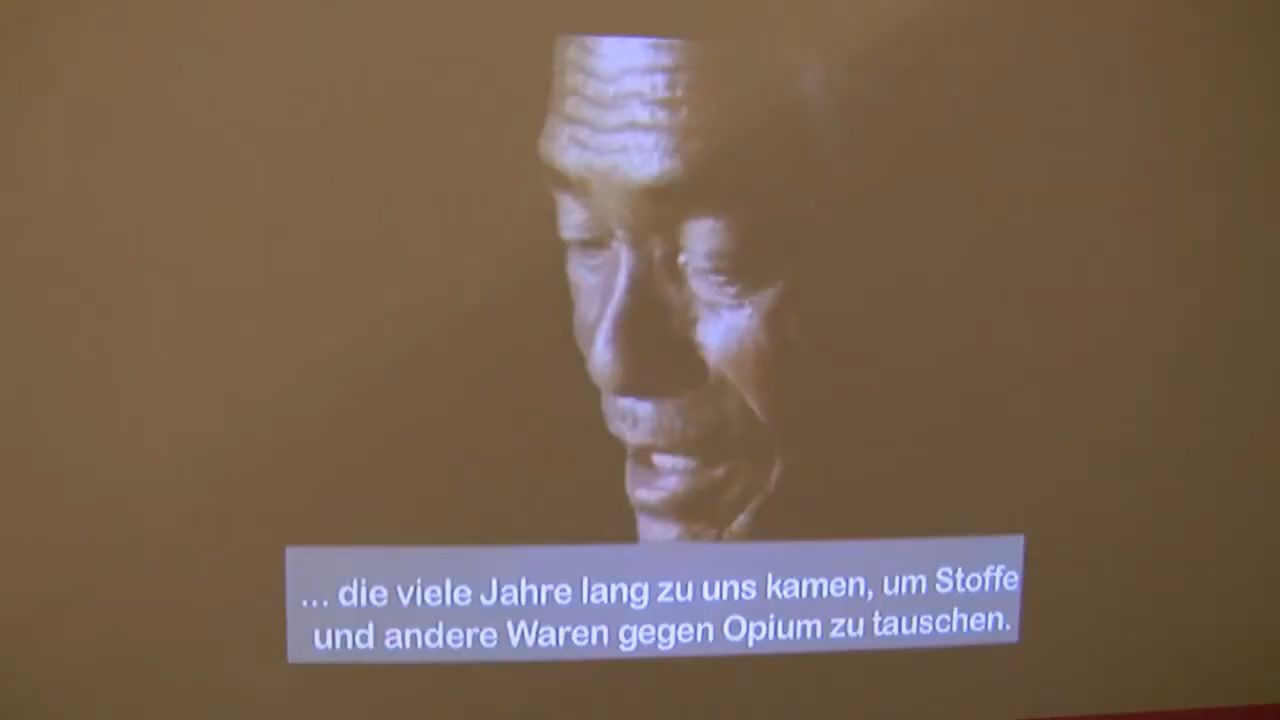 ... die viele Jahre lang zu uns kamen, um Stoffe
und andere Waren gegen Opium zu tauschen.